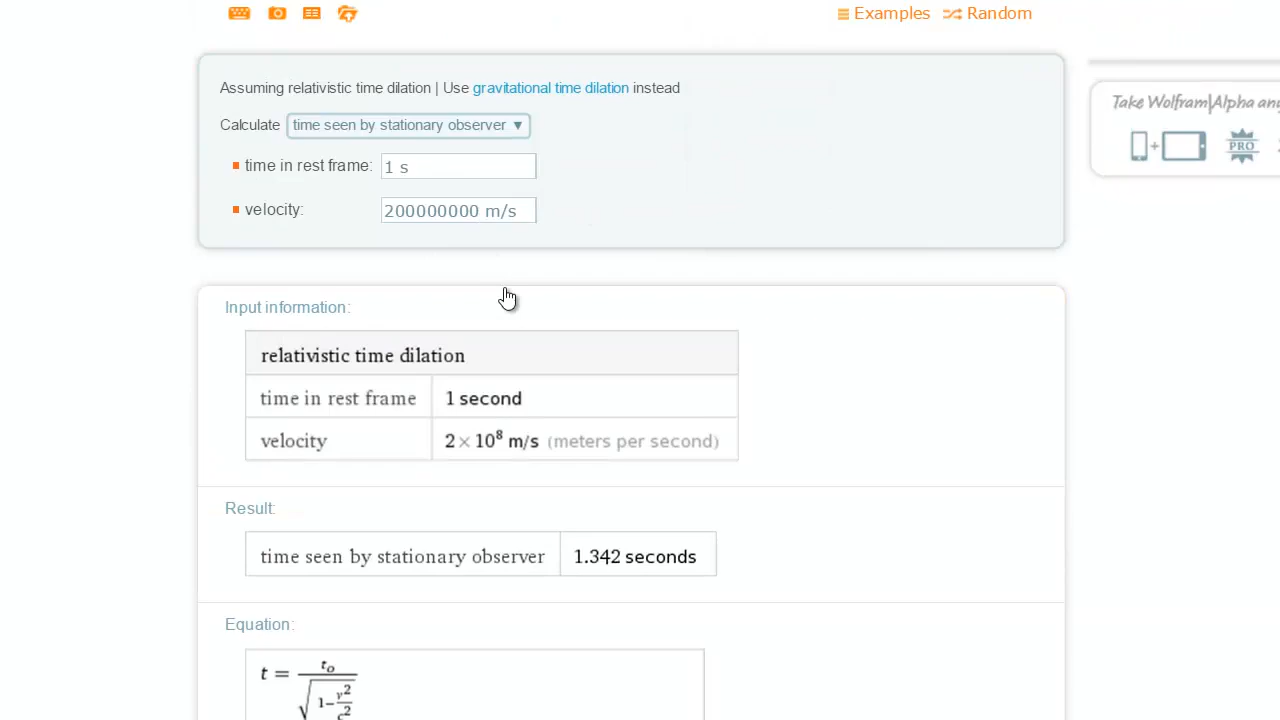 Examples Random
Assuming relativistic time dilation | Use gravitational time dilation instead
Take Wolfram|Alpha
Calculate time seen by stationary observer ▼
PRO
time in rest frame: 1 s
velocity: 200000000 m/s
Input information:
relativistic time dilation
time in rest frame 1 second
velocity 2×10⁸ m/s (meters per second)
Result:
time seen by stationary observer 1.342 seconds
Equation:
t = t₀ / √(1 − v²/c²)